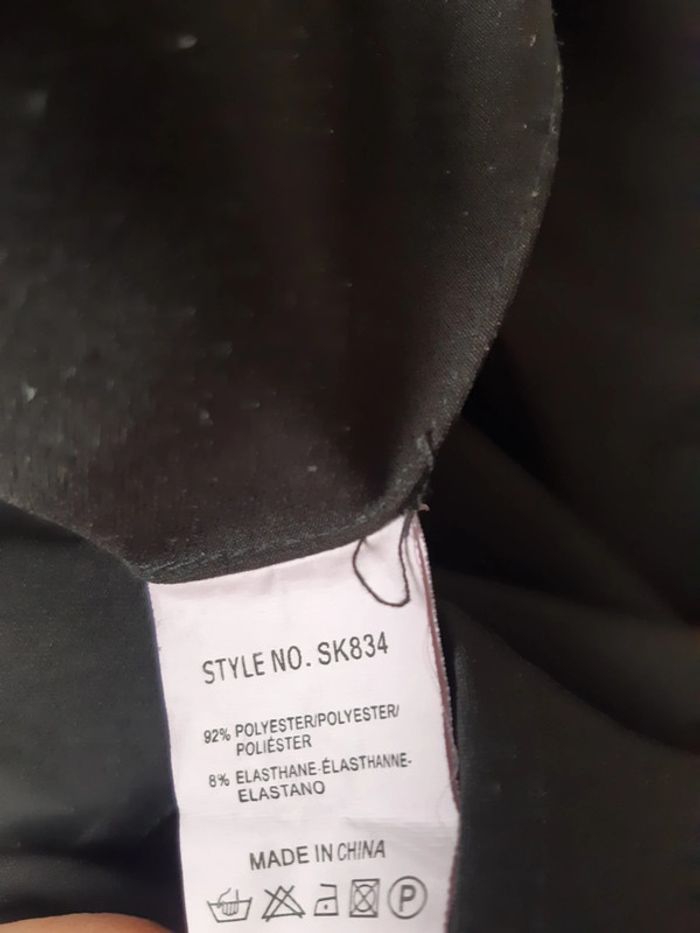 STYLE NO. SK834
92% POLYESTER/POLYESTER/
POLIÉSTER
8% ELASTHANE-ÉLASTHANNE-
ELASTANO
MADE IN CHINA
P